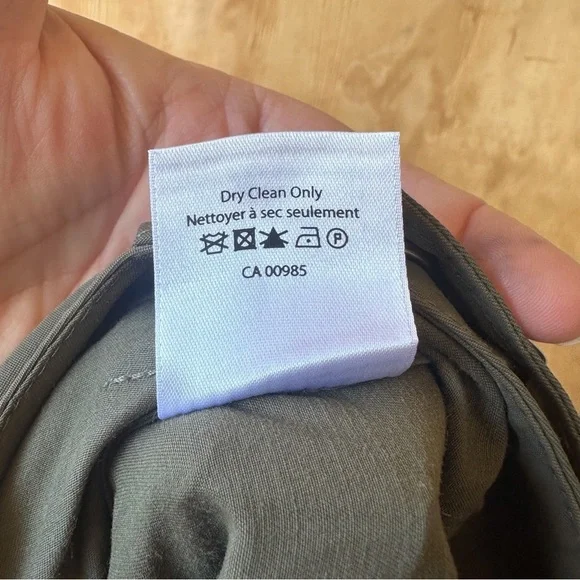 Dry Clean Only
Nettoyer à sec seulement
P
CA 00985